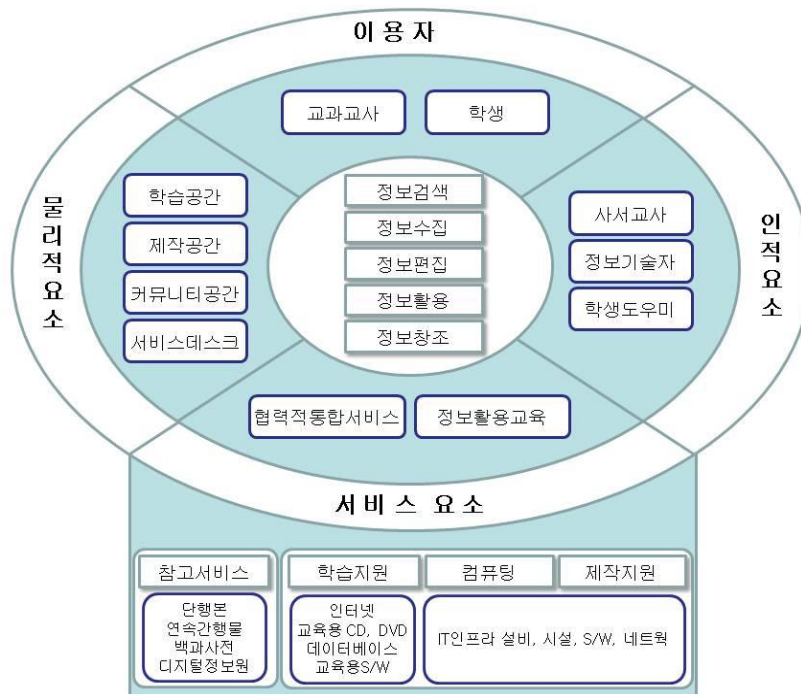 이용자
교과교사
학생
물리적요소
학습공간
제작공간
커뮤니티공간
서비스데스크
정보검색
정보수집
정보편집
정보활용
정보창조
사서교사
정보기술자
학생도우미
인적요소
협력적통합서비스
정보활용교육
서비스 요소
참고서비스
단행본
연속간행물
백과사전
디지털정보원
학습지원
컴퓨팅
제작지원
인터넷
교육용 CD, DVD
데이터베이스
교육용S/W
IT인프라 설비, 시설, S/W, 네트웍